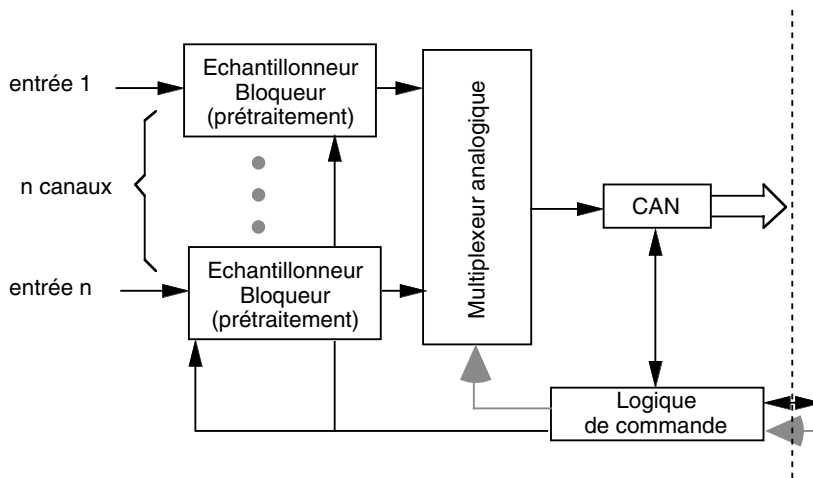 entrée 1
Echantillonneur
Bloqueur
(prétraitement)
n canaux
entrée n
Echantillonneur
Bloqueur
(prétraitement)
Multiplexeur analogique
CAN
Logique
de commande